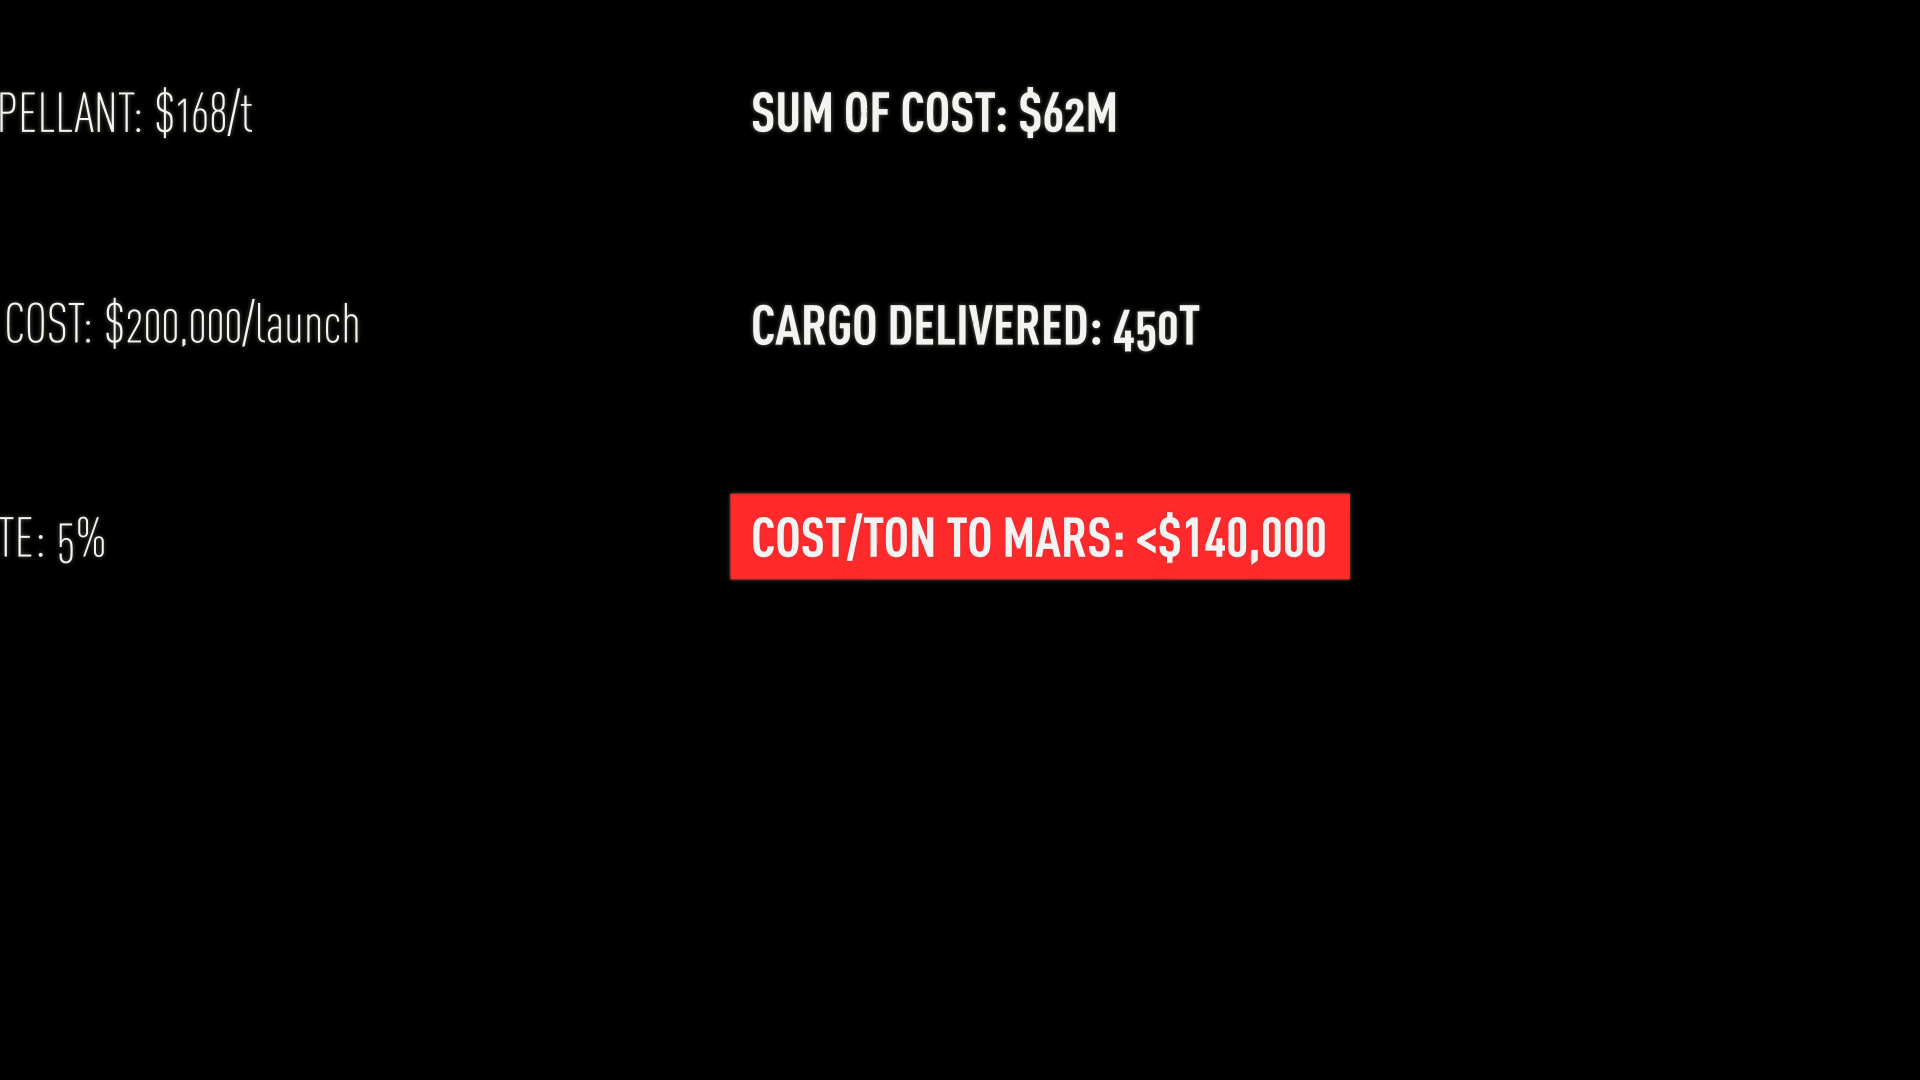 PELLANT: $168/t
SUM OF COST: $62M
COST: $200,000/launch
CARGO DELIVERED: 450T
TE: 5%
COST/TON TO MARS: <$140,000